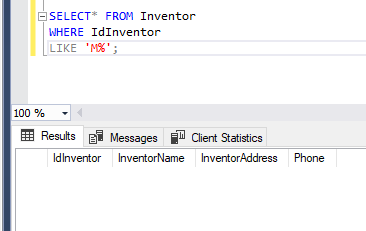 SELECT* FROM Inventor
WHERE IdInventor
LIKE 'M%';
100 %
Results Messages Client Statistics
IdInventor InventorName InventorAddress Phone